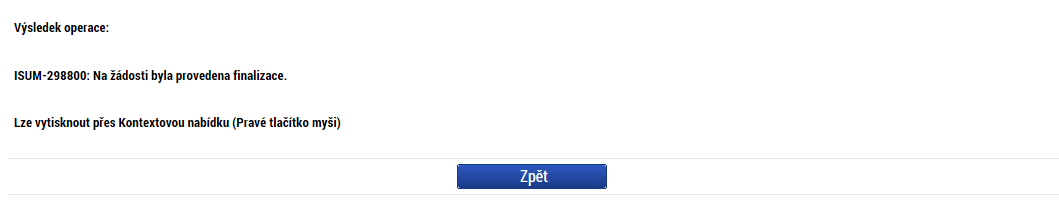 Výsledek operace:
ISUM-298800: Na žádosti byla provedena finalizace.
Lze vytisknout přes Kontextovou nabídku (Pravé tlačítko myši)
Zpět